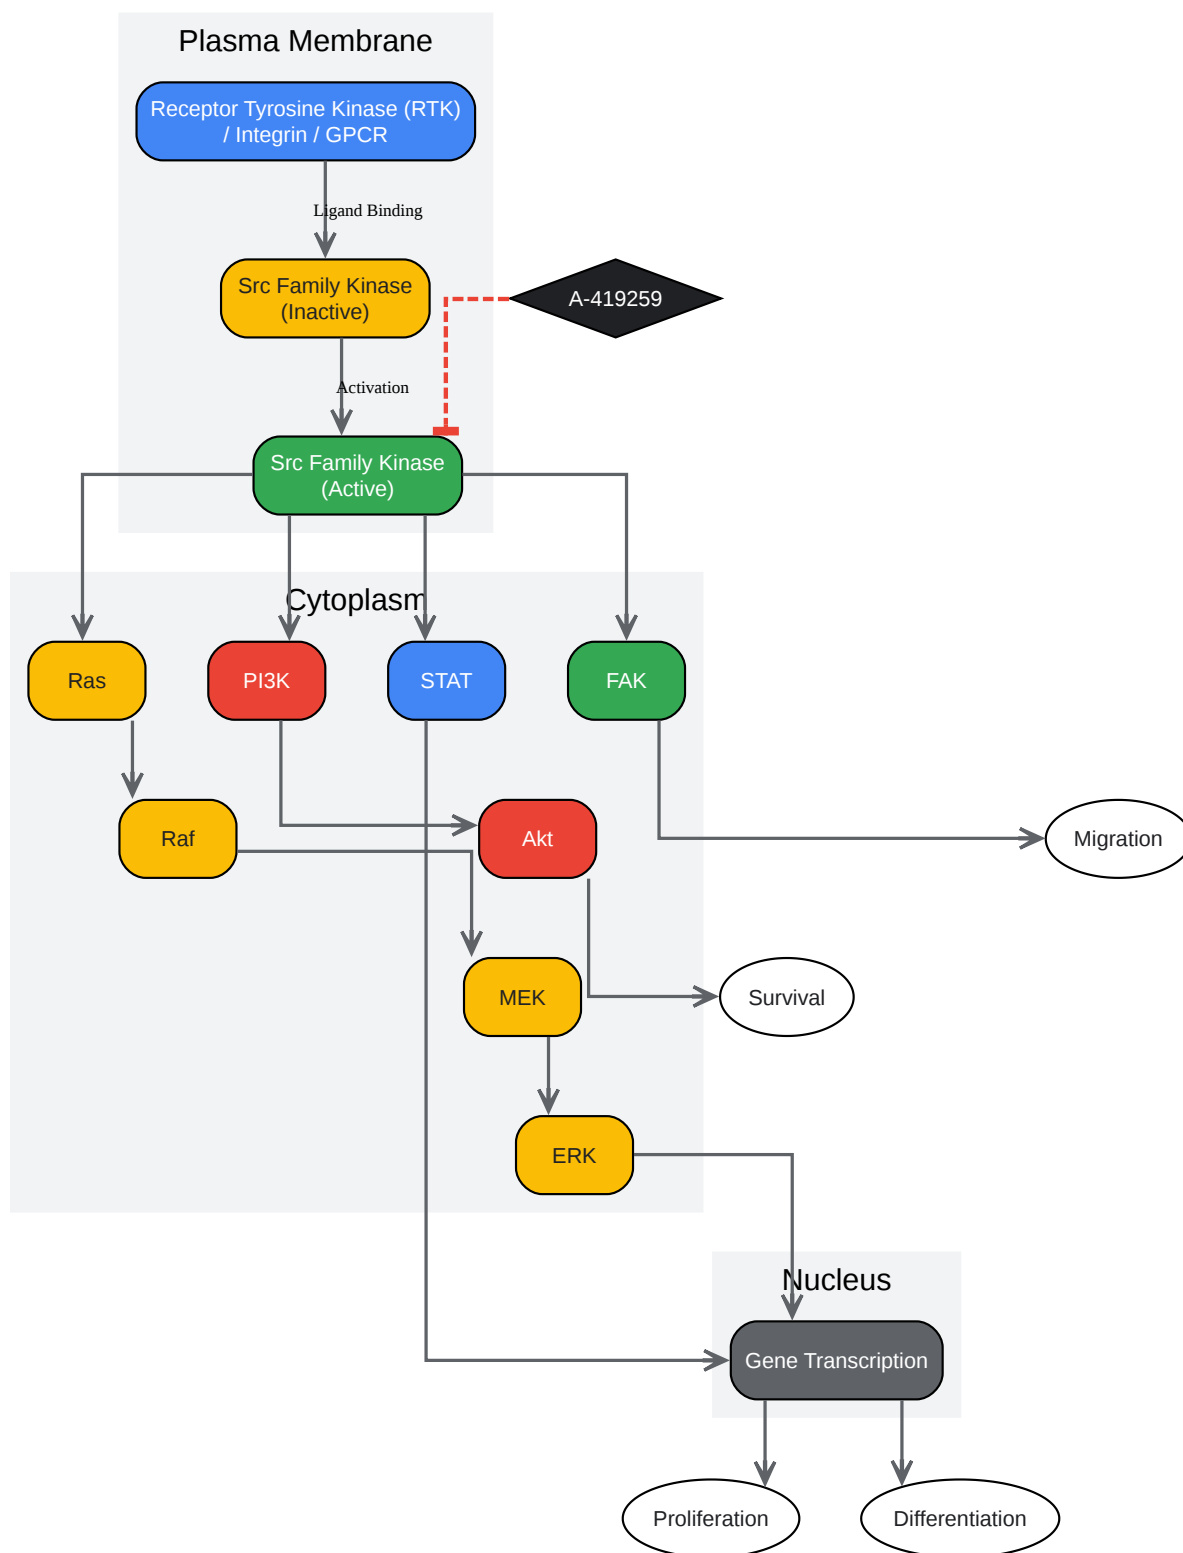 Plasma Membrane
Receptor Tyrosine Kinase (RTK)
/ Integrin / GPCR
Ligand Binding
Src Family Kinase
(Inactive)
A-419259
Activation
Src Family Kinase
(Active)
Cytoplasm
Ras
PI3K
STAT
FAK
Raf
Akt
Migration
MEK
Survival
ERK
Nucleus
Gene Transcription
Proliferation
Differentiation